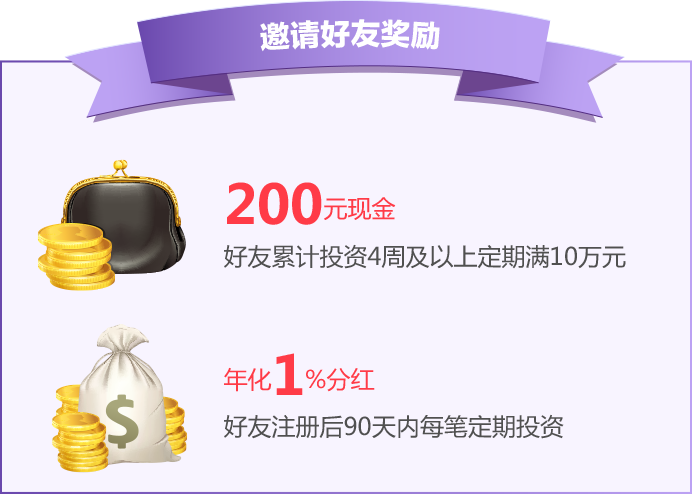 邀请好友奖励
200元现金
好友累计投资4周及以上定期满10万元
年化1%分红
好友注册后90天内每笔定期投资
$